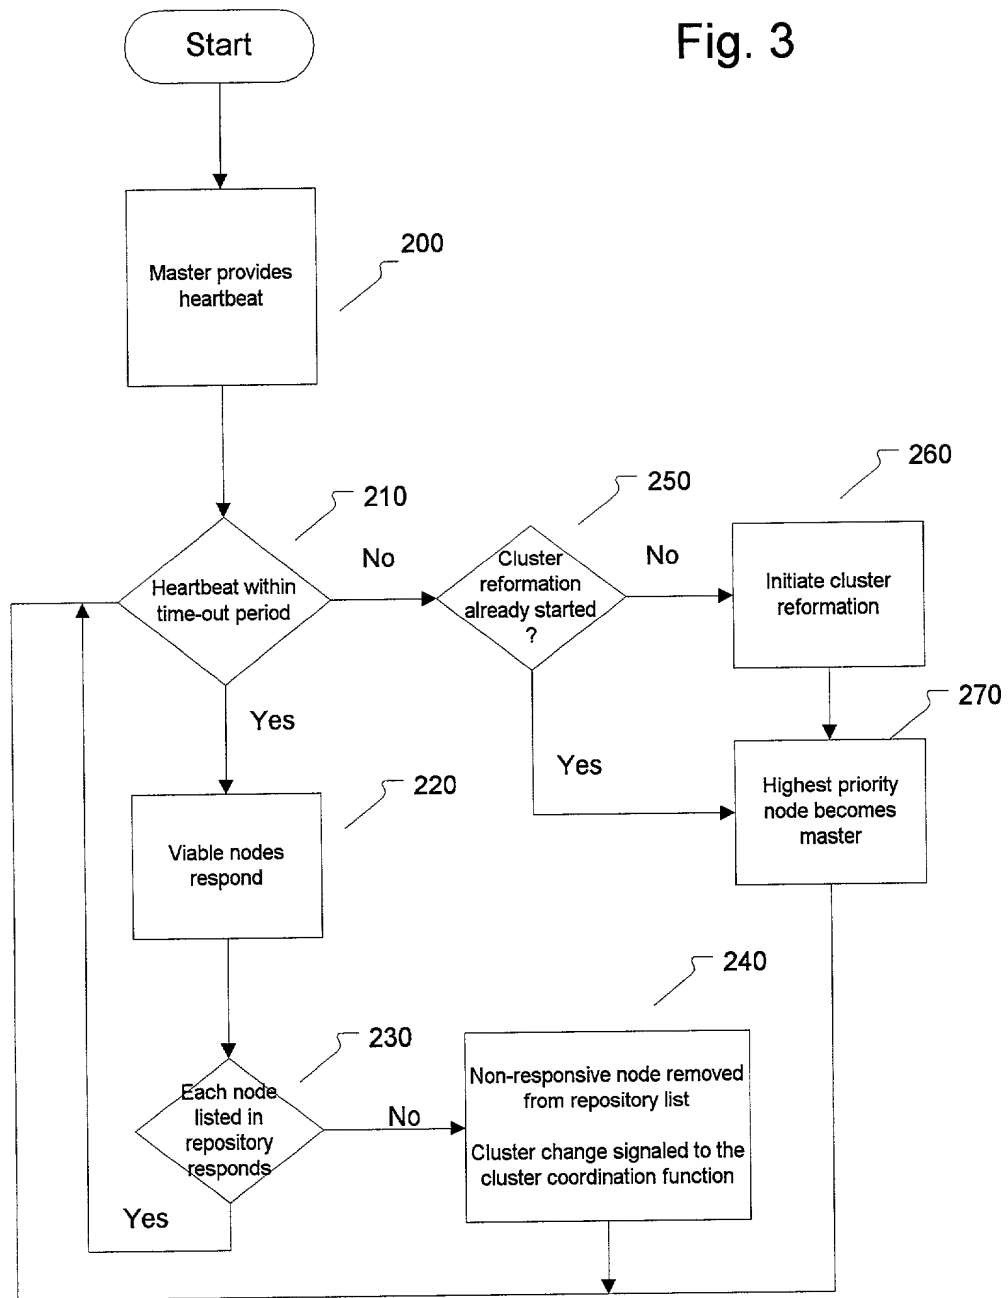 Start
Fig. 3
200
Master provides
heartbeat
210
Heartbeat within
time-out period
No
250
Cluster
reformation
already started
?
No
260
Initiate cluster
reformation
Yes
Yes
270
Highest priority
node becomes
master
220
Viable nodes
respond
230
Each node
listed in
repository
responds
No
Yes
240
Non-responsive node removed
from repository list
Cluster change signaled to the
cluster coordination function